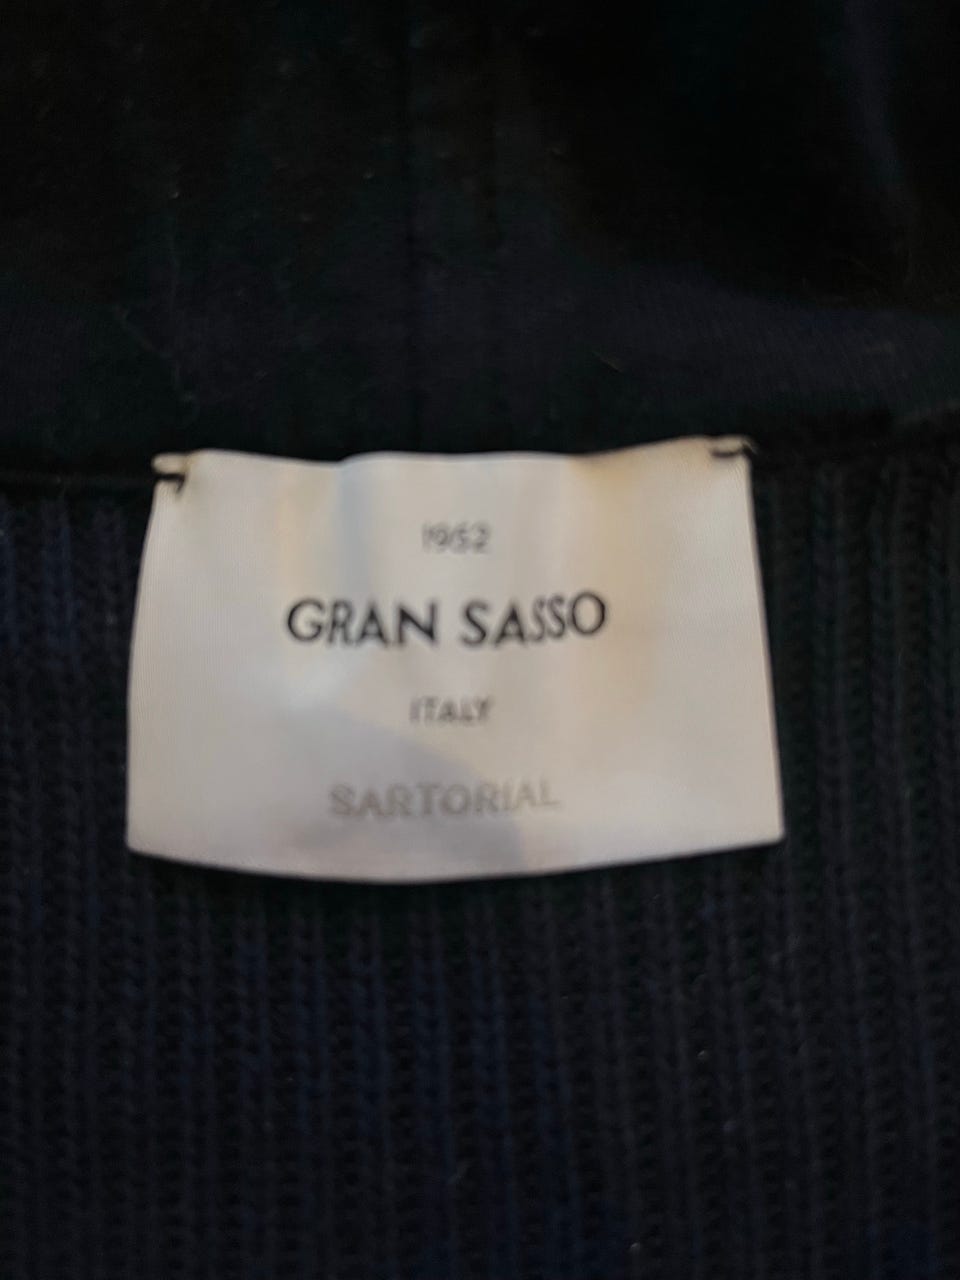 1952
GRAN SASSO
ITALY
SARTORIAL